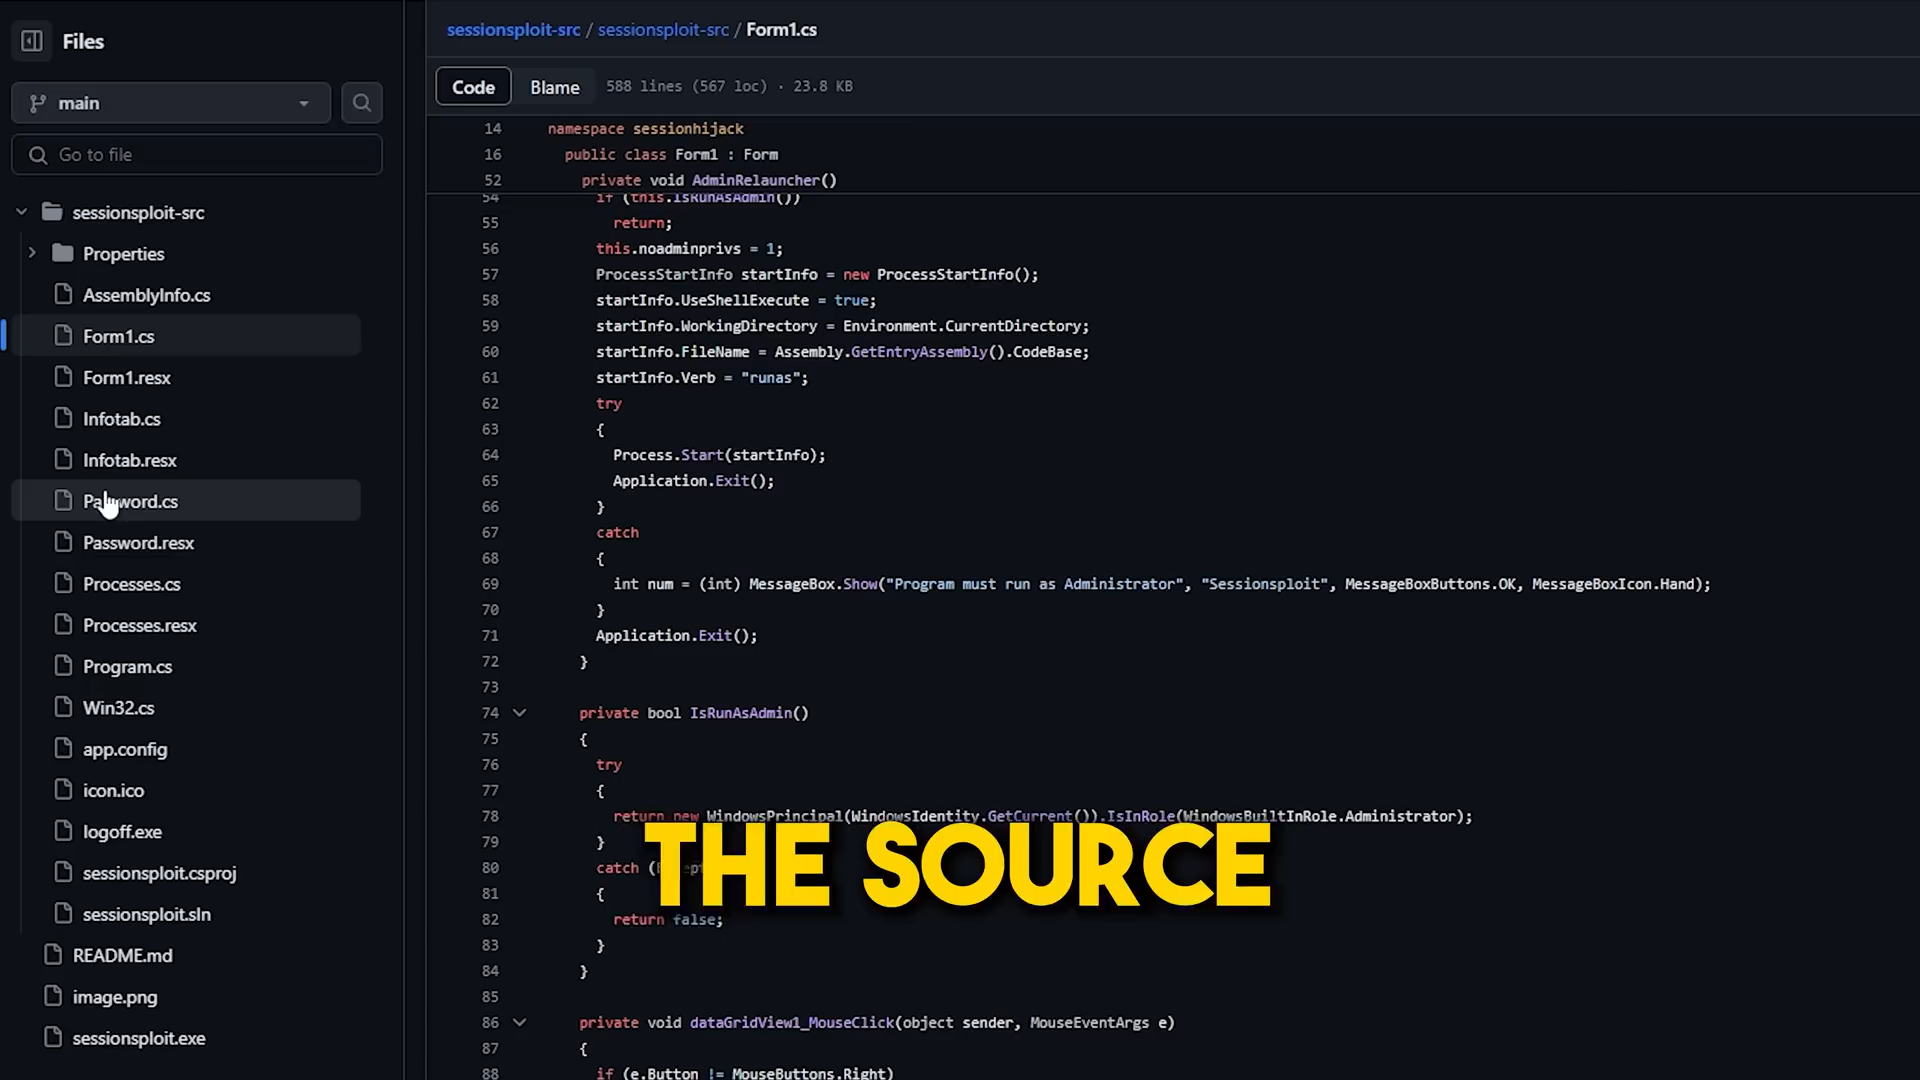 Files
main
Go to file
sessionsploit-src
Properties
AssemblyInfo.cs
Form1.cs
Form1.resx
Infotab.cs
Infotab.resx
Password.cs
Password.resx
Processes.cs
Processes.resx
Program.cs
Win32.cs
app.config
icon.ico
logoff.exe
sessionsploit.csproj
sessionsploit.sln
README.md
image.png
sessionsploit.exe
sessionsploit-src / sessionsploit-src / Form1.cs
Code Blame 588 lines (567 loc) · 23.8 KB
14 namespace sessionhijack
16 public class Form1 : Form
52 private void AdminRelauncher()
54 if (this.IsRunAsAdmin())
55 return;
56 this.noadminprivs = 1;
57 ProcessStartInfo startInfo = new ProcessStartInfo();
58 startInfo.UseShellExecute = true;
59 startInfo.WorkingDirectory = Environment.CurrentDirectory;
60 startInfo.FileName = Assembly.GetEntryAssembly().CodeBase;
61 startInfo.Verb = "runas";
62 try
63 {
64 Process.Start(startInfo);
65 Application.Exit();
66 }
67 catch
68 {
69 int num = (int) MessageBox.Show("Program must run as Administrator", "Sessionsploit", MessageBoxButtons.OK, MessageBoxIcon.Hand);
70 }
71 Application.Exit();
72 }
73
74 private bool IsRunAsAdmin()
75 {
76 try
77 {
78 return new WindowsPrincipal(WindowsIdentity.GetCurrent()).IsInRole(WindowsBuiltInRole.Administrator);
79 }
80 catch (
81 {
82 return false;
83 }
84 }
85
86 private void dataGridView1_MouseClick(object sender, MouseEventArgs e)
87 {
88 if (e.Button != MouseButtons.Right)
THE SOURCE